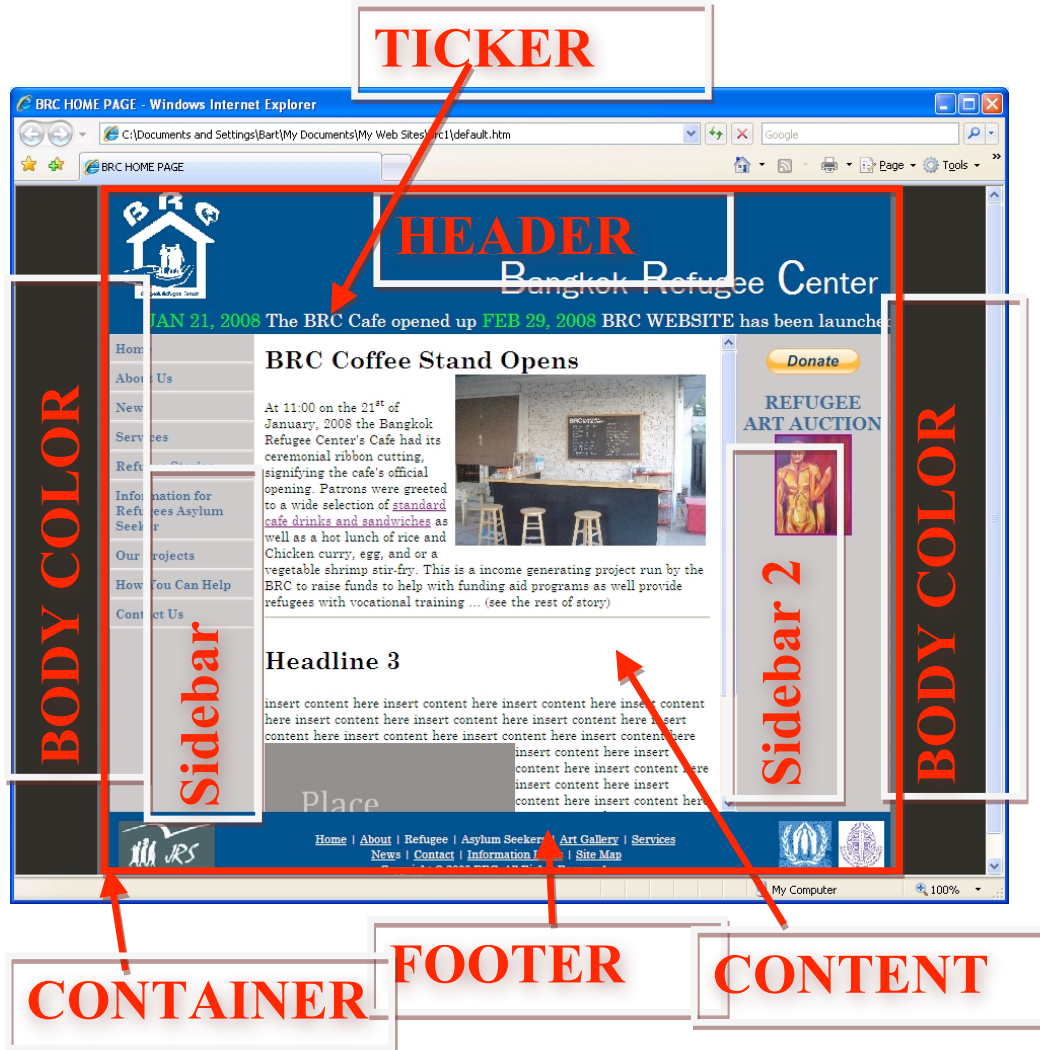 TICKER
BRC HOME PAGE - Windows Internet Explorer
C:\Documents and Settings\Bart\My Documents\My Web Sites\brc1\default.htm
Google
BRC HOME PAGE
Page
Tools
BRC
HEADER
Bangkok Refugee Center
Bangkok Refugee Center
JAN 21, 2008 The BRC Cafe opened up FEB 29, 2008 BRC WEBSITE has been launched
Home
About Us
New
Services
Refugee Stories
Information for
Refugees Asylum
Seeker
Our Projects
How You Can Help
Contact Us
BODY COLOR
Sidebar
BRC Coffee Stand Opens
At 11:00 on the 21st of
January, 2008 the Bangkok
Refugee Center's Cafe had its
ceremonial ribbon cutting,
signifying the cafe's official
opening. Patrons were greeted
to a wide selection of standard
cafe drinks and sandwiches as
well as a hot lunch of rice and
Chicken curry, egg, and or a
vegetable shrimp stir-fry. This is a income generating project run by the
BRC to raise funds to help with funding aid programs as well provide
refugees with vocational training ... (see the rest of story)
Headline 3
insert content here insert content here insert content here insert content
here insert content here insert content here insert content here insert
content here insert content here insert content here insert content here
insert content here insert
content here insert content here
insert content here insert
content here insert content here
Place
Donate
REFUGEE
ART AUCTION
Sidebar 2
BODY COLOR
JRS
Home | About | Refugee | Asylum Seekers | Art Gallery | Services
News | Contact | Information | Site Map
My Computer
100%
CONTAINER
FOOTER
CONTENT